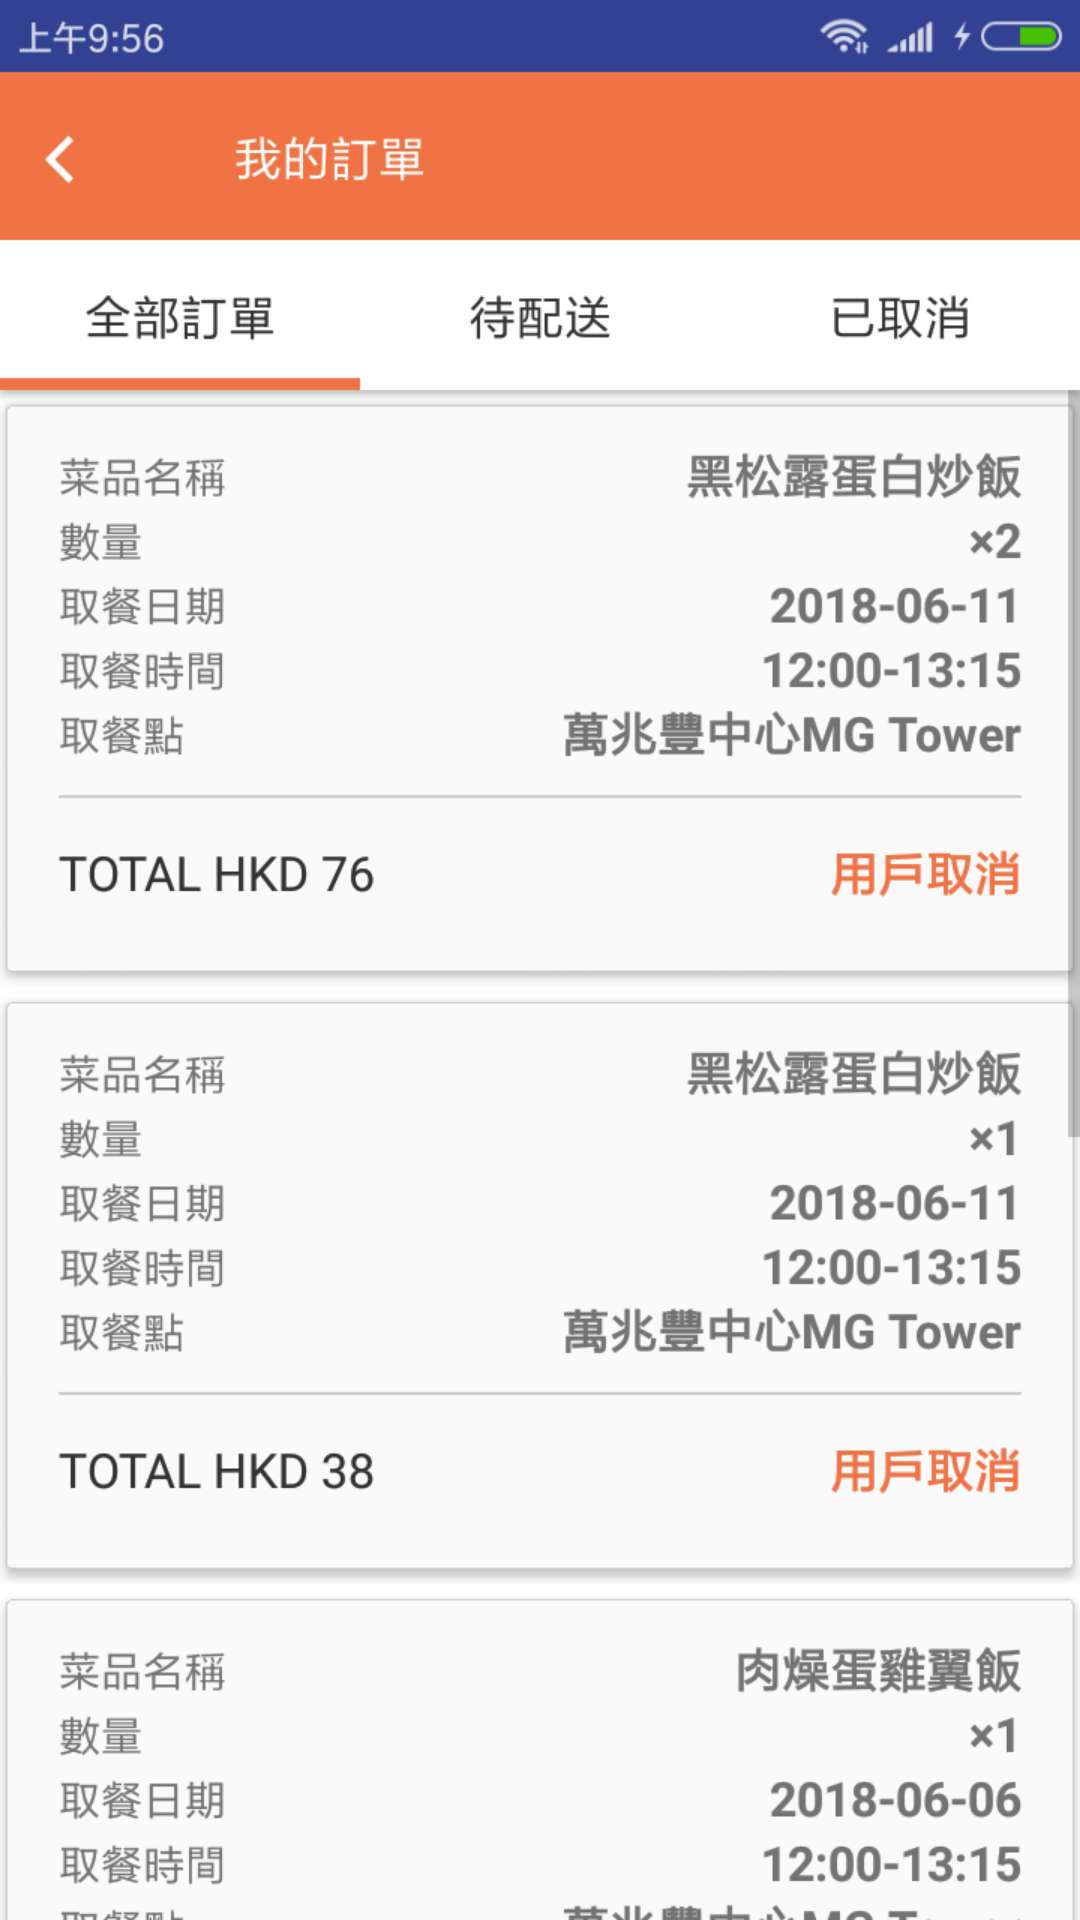 上午9:56
我的訂單
全部訂單 待配送 已取消
菜品名稱 黑松露蛋白炒飯
數量 ×2
取餐日期 2018-06-11
取餐時間 12:00-13:15
取餐點 萬兆豐中心MG Tower
TOTAL HKD 76 用戶取消
菜品名稱 黑松露蛋白炒飯
數量 ×1
取餐日期 2018-06-11
取餐時間 12:00-13:15
取餐點 萬兆豐中心MG Tower
TOTAL HKD 38 用戶取消
菜品名稱 肉燥蛋雞翼飯
數量 ×1
取餐日期 2018-06-06
取餐時間 12:00-13:15